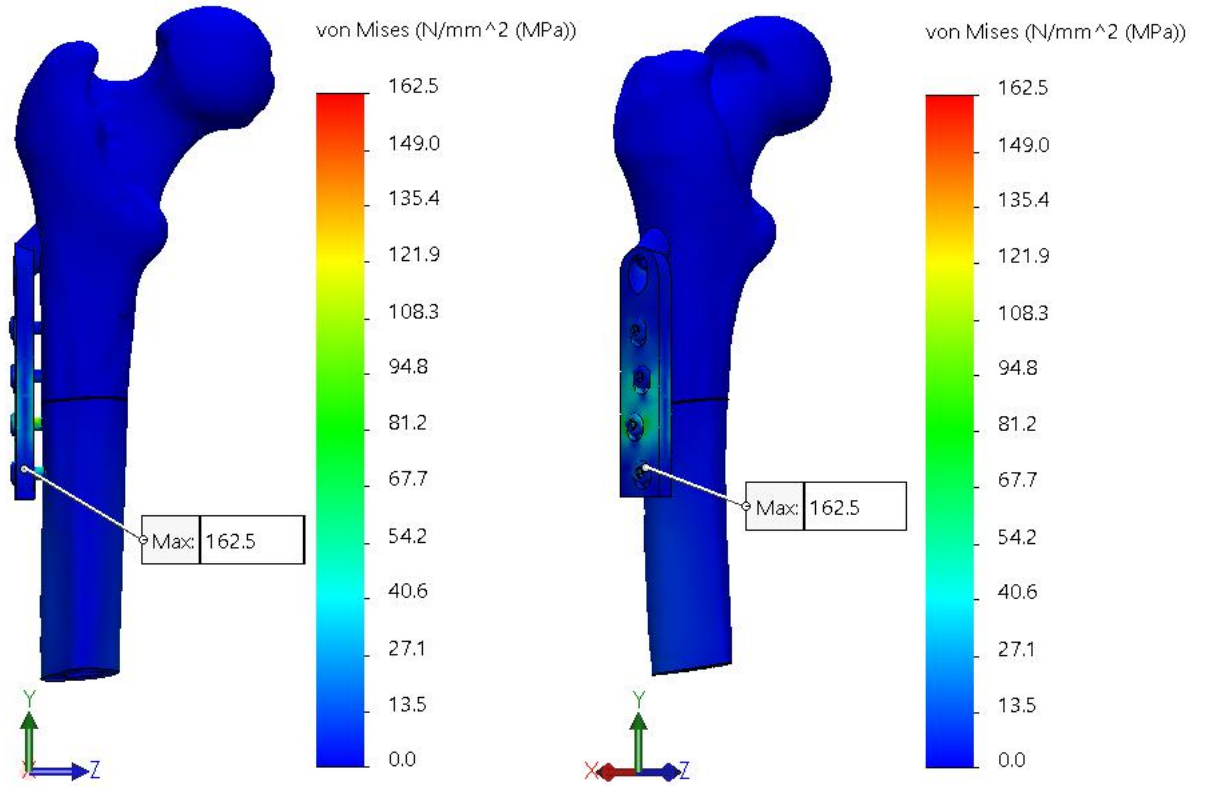 von Mises (N/mm^2 (MPa))
162.5
149.0
135.4
121.9
108.3
94.8
81.2
67.7
54.2
40.6
27.1
13.5
0.0
Max: 162.5
Y
X
Z
von Mises (N/mm^2 (MPa))
162.5
149.0
135.4
121.9
108.3
94.8
81.2
67.7
54.2
40.6
27.1
13.5
0.0
Max: 162.5
Y
X
Z